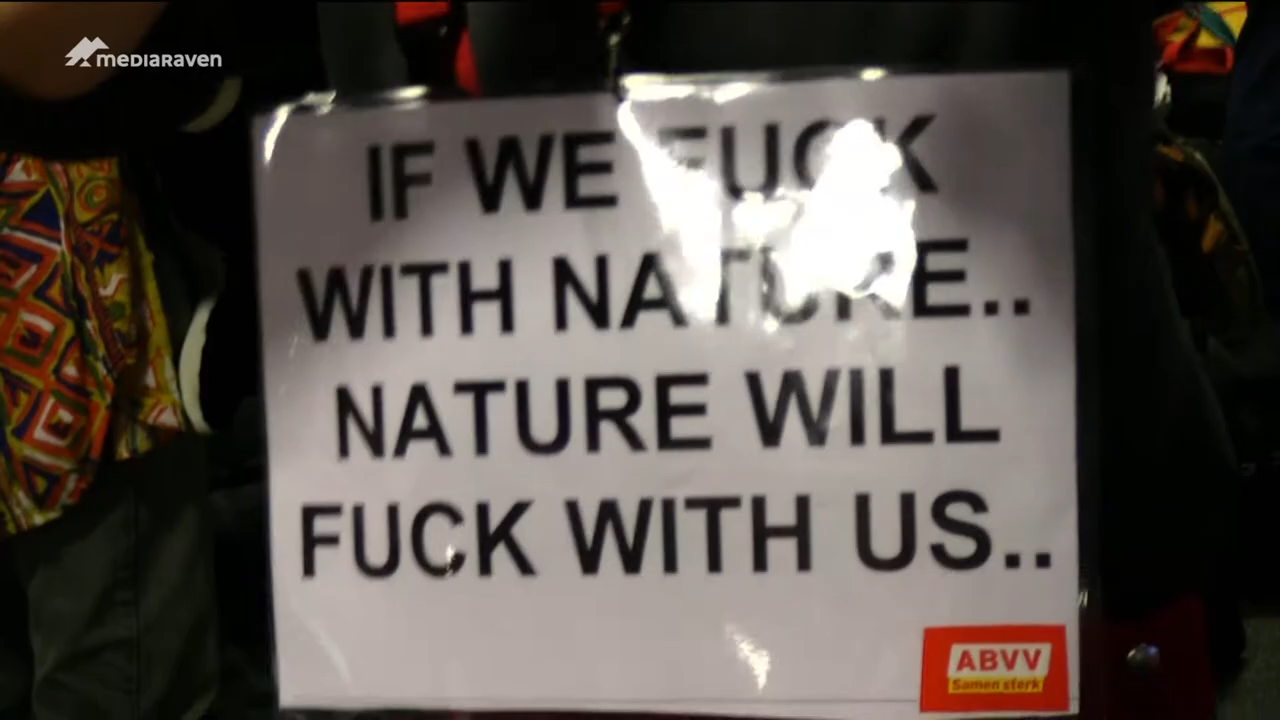 mediaraven
IF WE FUCK
WITH NATURE..
NATURE WILL
FUCK WITH US..
ABVV
Samen sterk